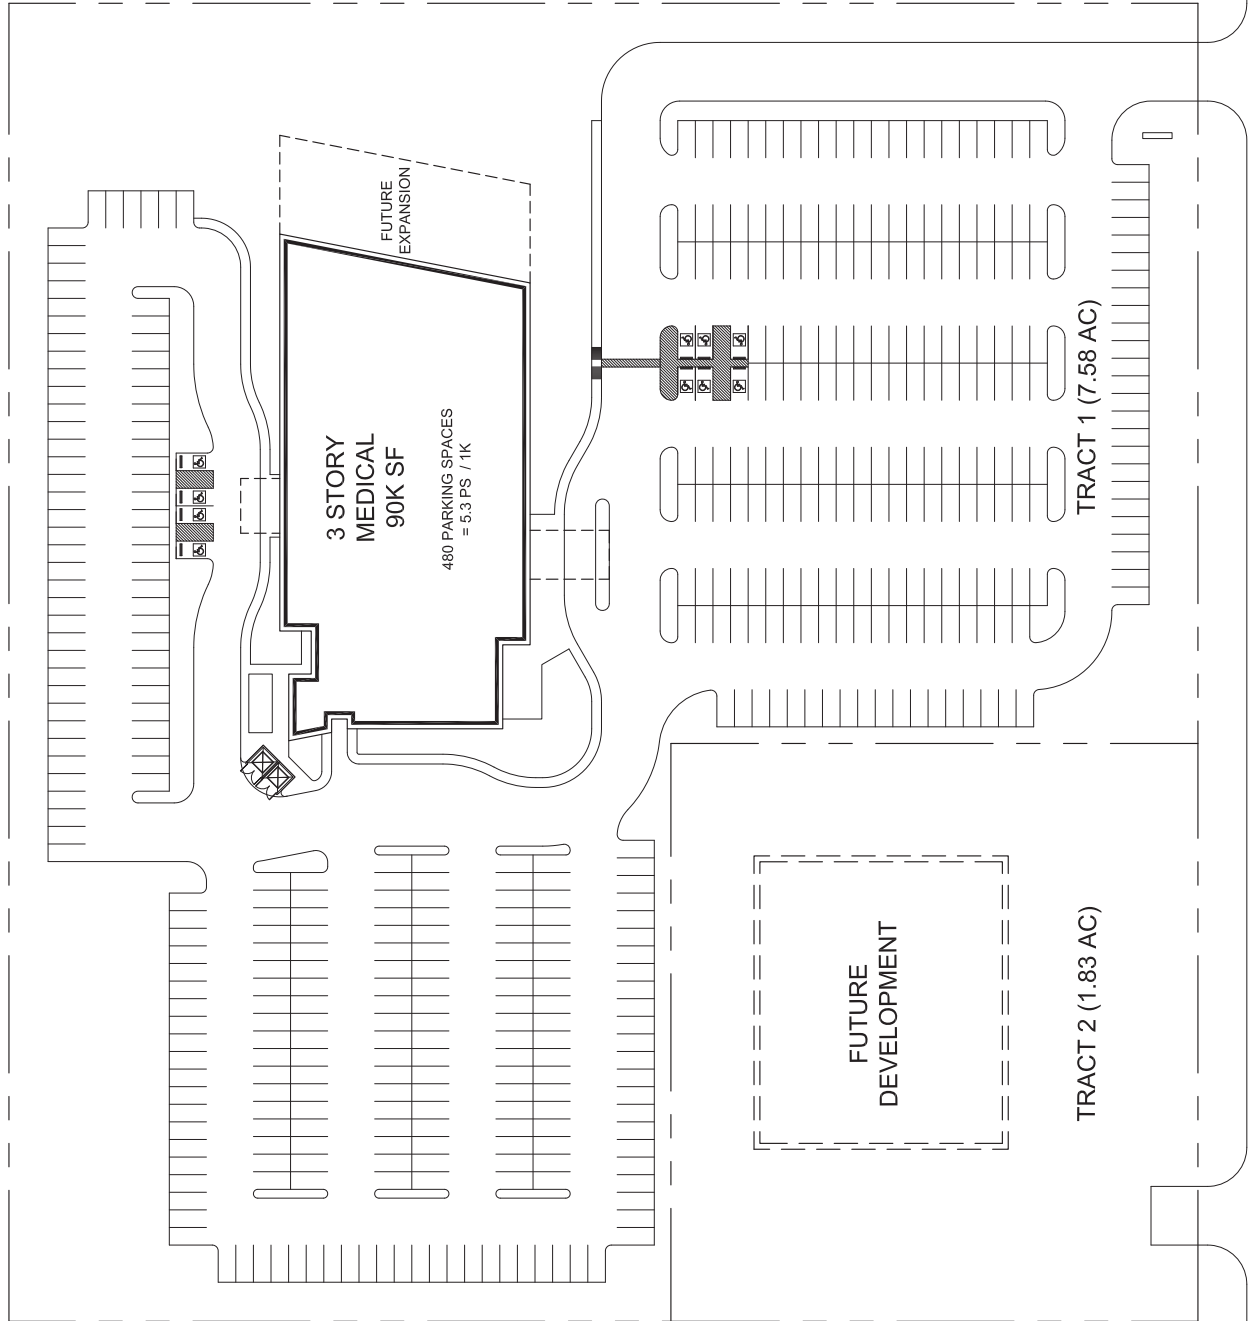 FUTURE
EXPANSION
3 STORY
MEDICAL
90K SF
480 PARKING SPACES
= 5.3 PS / 1K
TRACT 1 (7.58 AC)
FUTURE
DEVELOPMENT
TRACT 2 (1.83 AC)